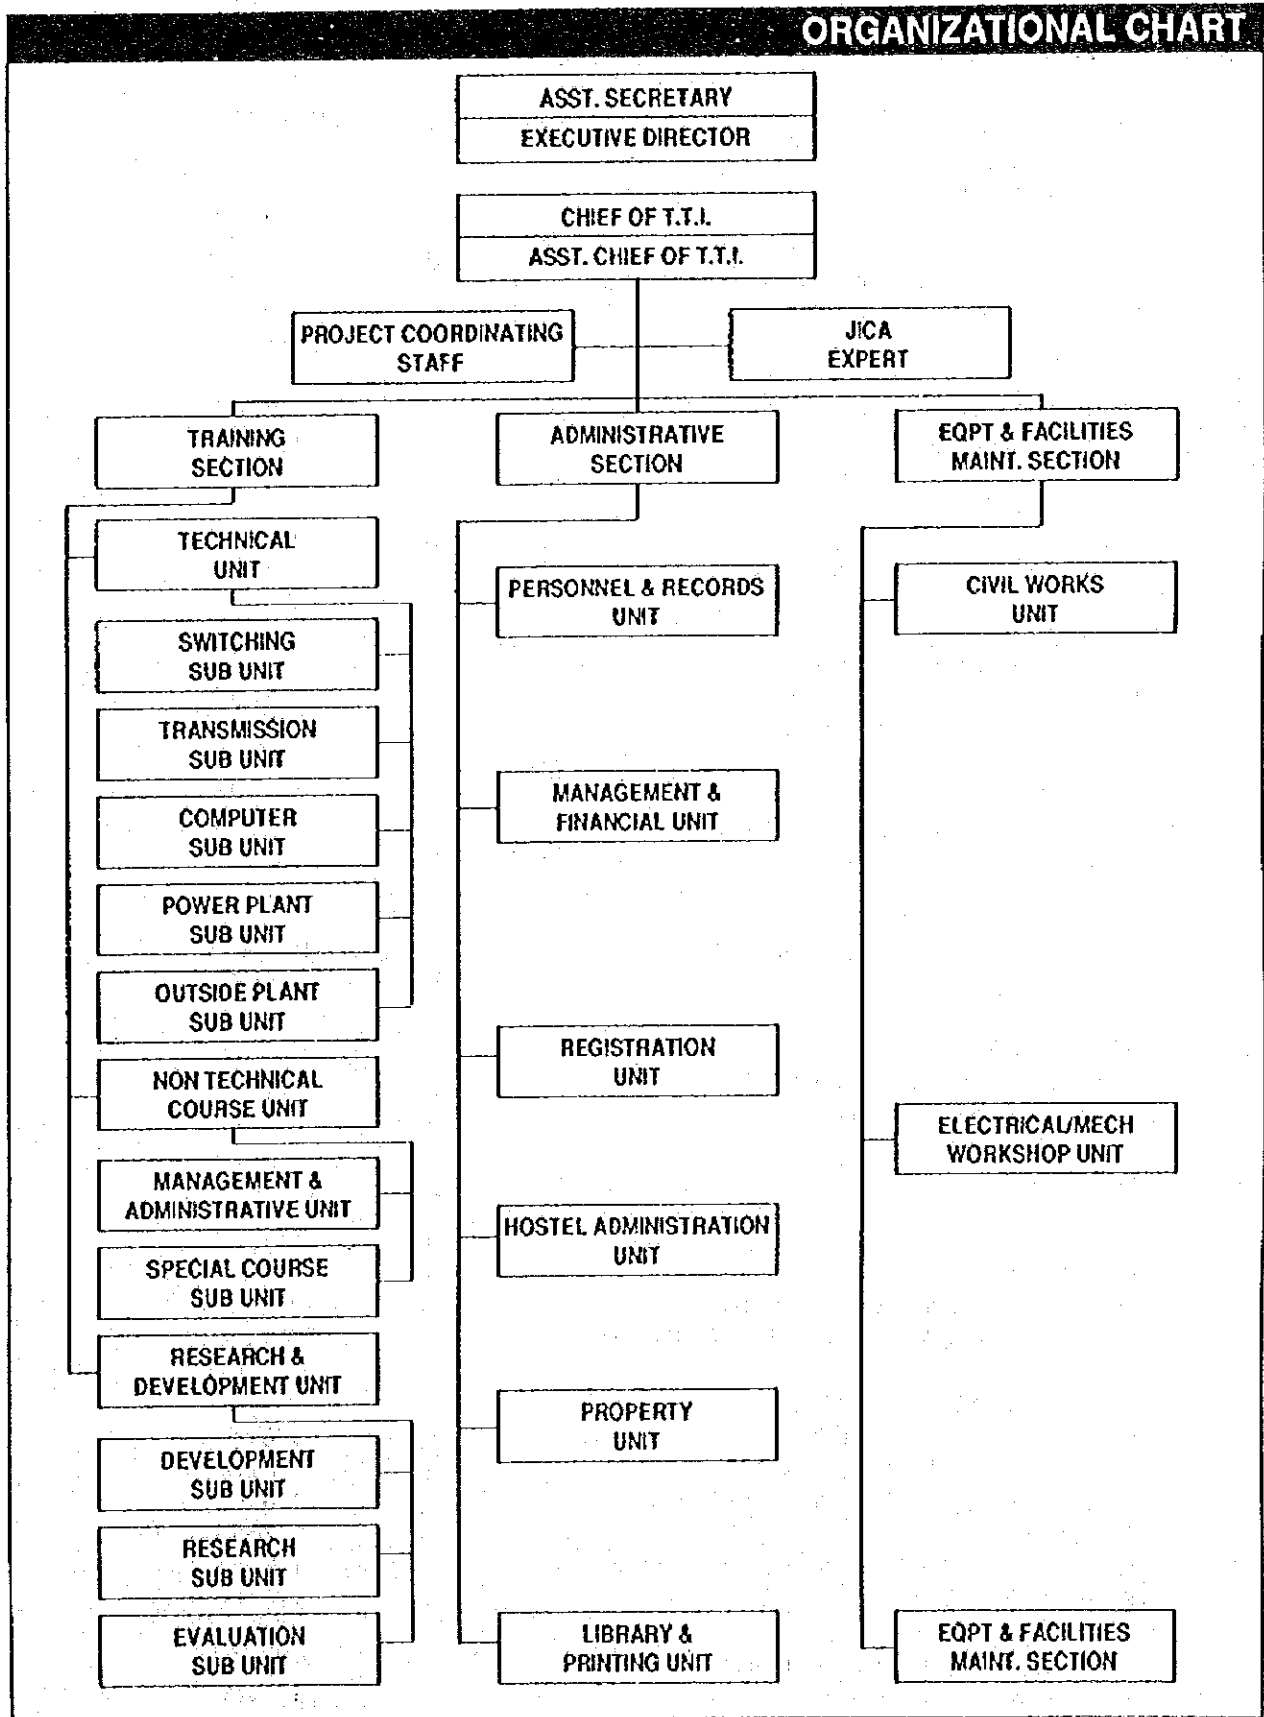 ORGANIZATIONAL CHART
ASST. SECRETARY
EXECUTIVE DIRECTOR
CHIEF OF T.T.I.
ASST. CHIEF OF T.T.I.
PROJECT COORDINATING
STAFF
JICA
EXPERT
TRAINING
SECTION
TECHNICAL
UNIT
SWITCHING
SUB UNIT
TRANSMISSION
SUB UNIT
COMPUTER
SUB UNIT
POWER PLANT
SUB UNIT
OUTSIDE PLANT
SUB UNIT
NON TECHNICAL
COURSE UNIT
MANAGEMENT &
ADMINISTRATIVE UNIT
SPECIAL COURSE
SUB UNIT
RESEARCH &
DEVELOPMENT UNIT
DEVELOPMENT
SUB UNIT
RESEARCH
SUB UNIT
EVALUATION
SUB UNIT
ADMINISTRATIVE
SECTION
PERSONNEL & RECORDS
UNIT
MANAGEMENT &
FINANCIAL UNIT
REGISTRATION
UNIT
HOSTEL ADMINISTRATION
UNIT
PROPERTY
UNIT
LIBRARY &
PRINTING UNIT
EQPT & FACILITIES
MAINT. SECTION
CIVIL WORKS
UNIT
ELECTRICAL/MECH
WORKSHOP UNIT
EQPT & FACILITIES
MAINT. SECTION